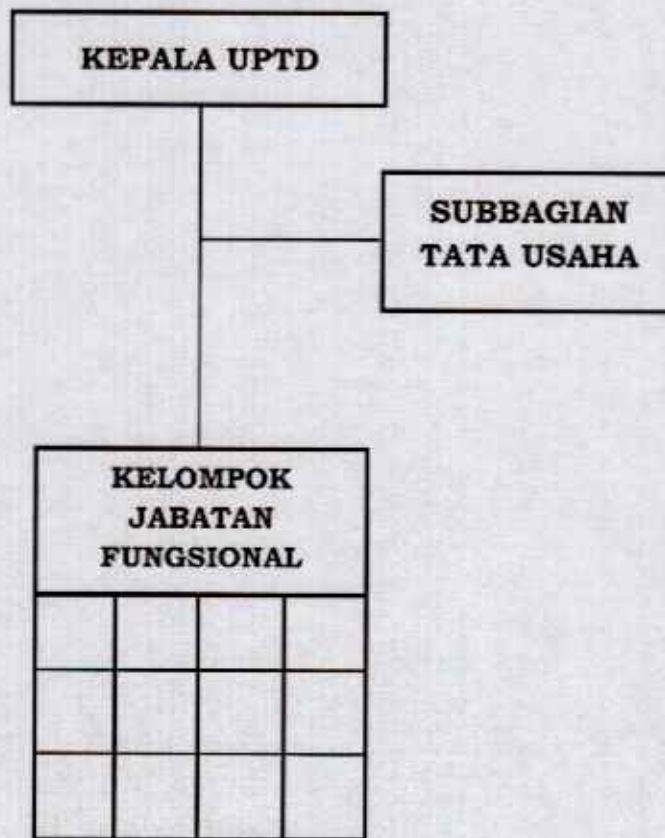 KEPALA UPTD
SUBBAGIAN
TATA USAHA
KELOMPOK
JABATAN
FUNGSIONAL